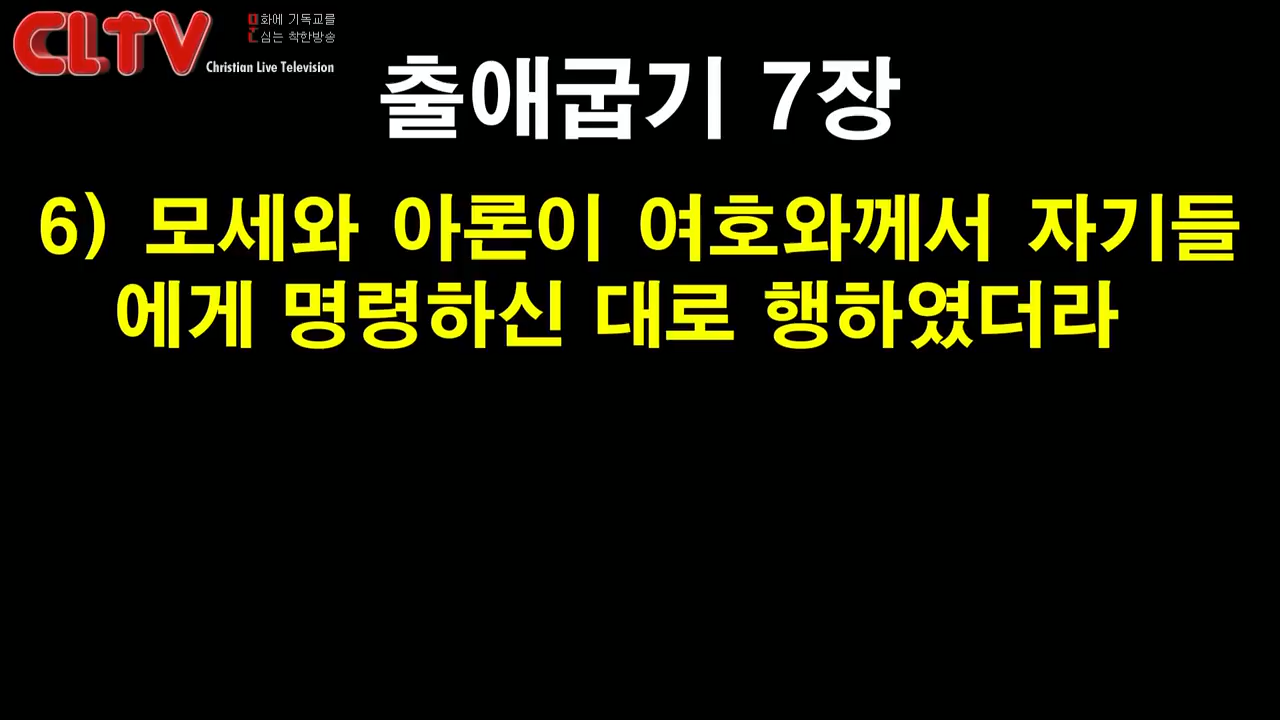 CLTV
문화에 기독교를
심는 착한방송
Christian Live Television
출애굽기 7장
6) 모세와 아론이 여호와께서 자기들
에게 명령하신 대로 행하였더라